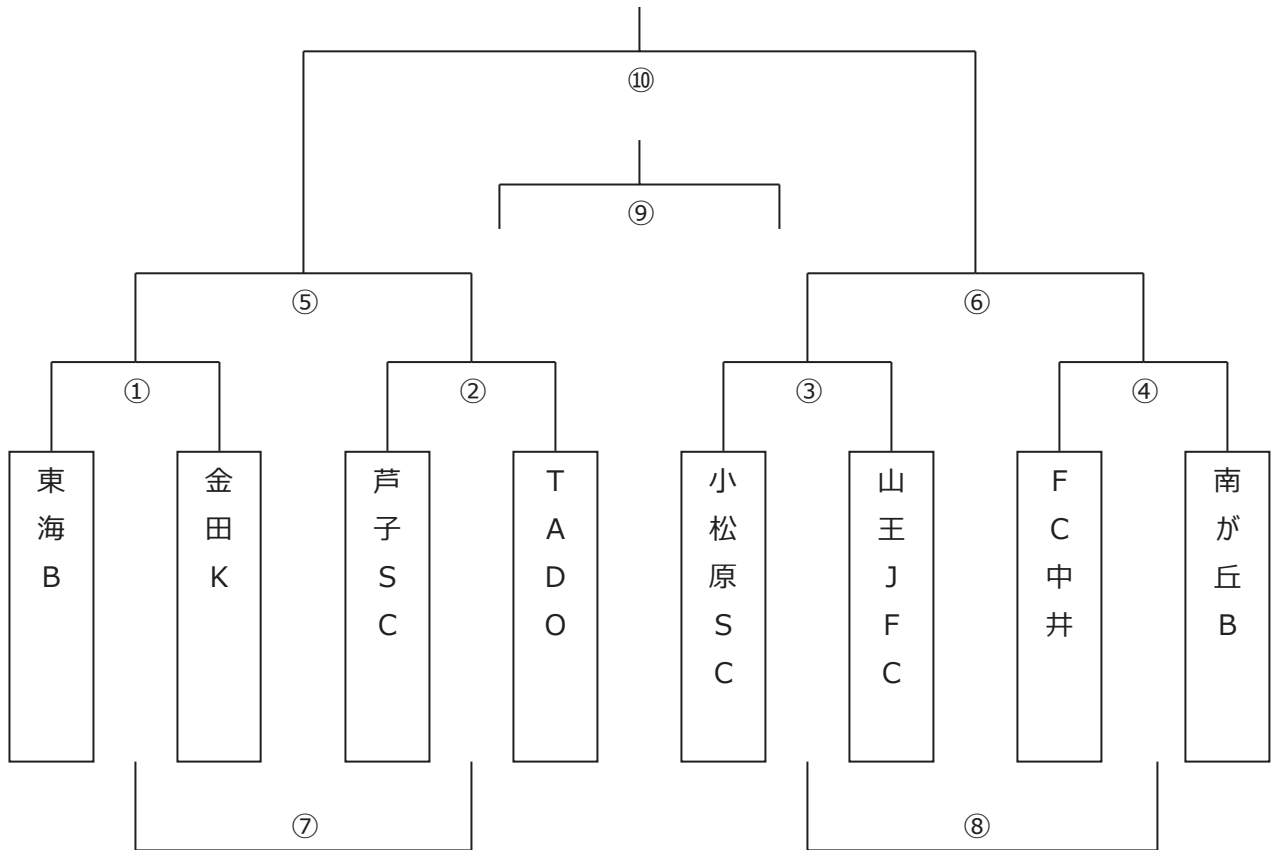 ⑩
⑨
⑤
⑥
①
②
③
④
東海B
金田K
芦子SC
TADO
小松原SC
山王JFC
FC中井
南が丘B
⑦
⑧